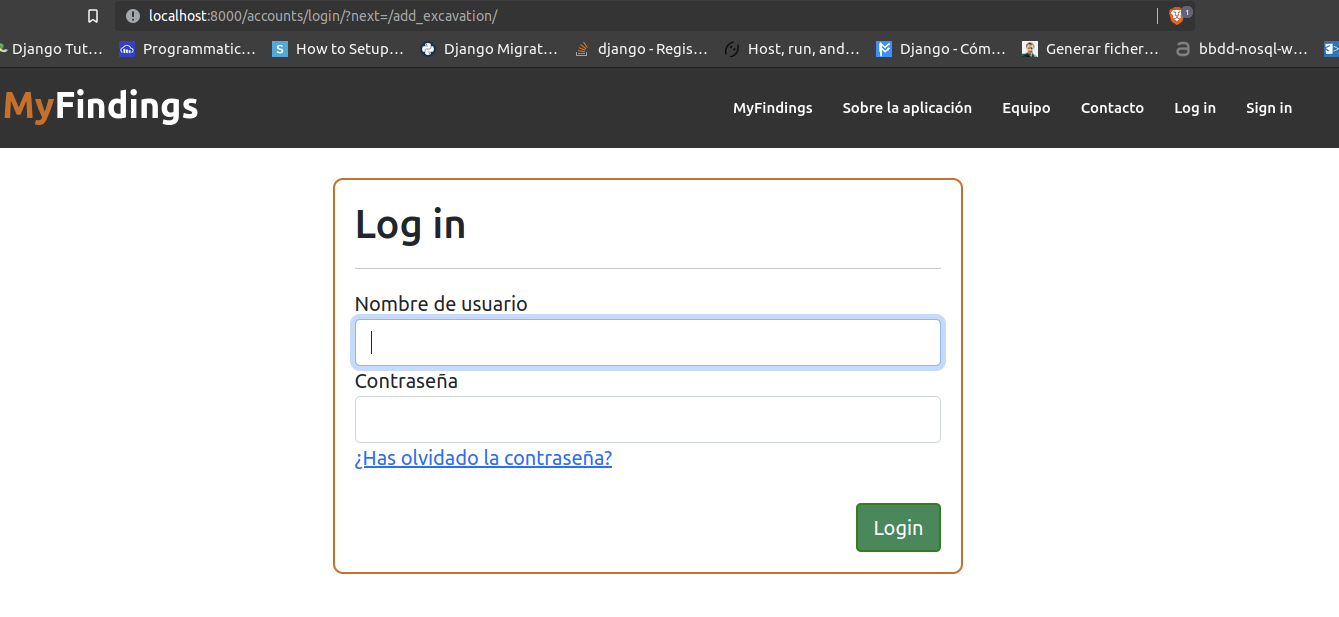 localhost:8000/accounts/login/?next=/add_excavation/ 1
Django Tut... Programmatic... S How to Setup... Django Migrat... django - Regis... Host, run, and... Django - Cóm... Generar ficher... bbdd-nosql-w...
MyFindings MyFindings Sobre la aplicación Equipo Contacto Log in Sign in
Log in
Nombre de usuario
Contraseña
¿Has olvidado la contraseña?
Login